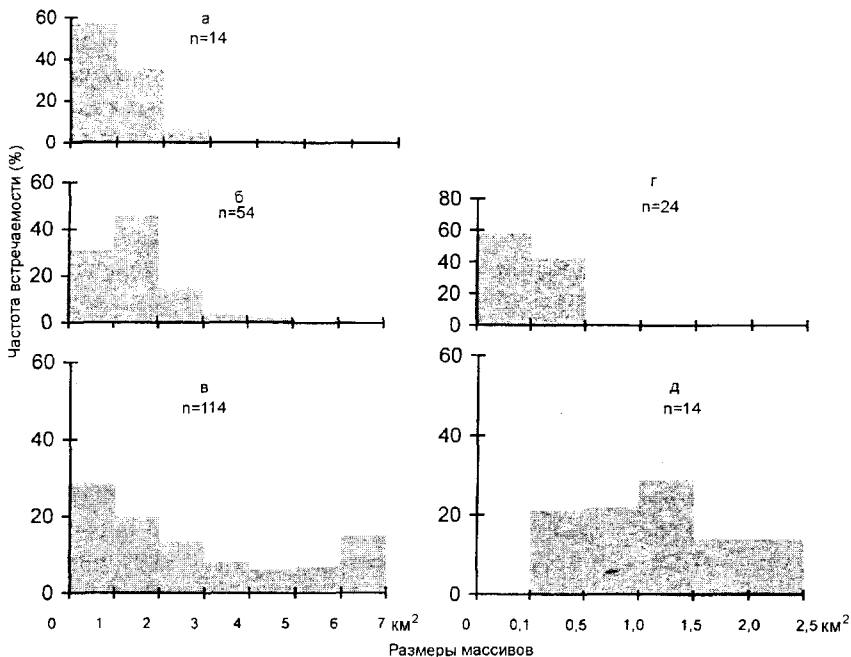 Частота встречаемости (%)
а
n=14
60
40
20
0
б
n=54
60
40
20
0
в
n=114
60
40
20
0
0 1 2 3 4 5 6 7 км²
г
n=24
80
60
40
20
0
д
n=14
60
40
20
0
0 0,1 0,5 1,0 1,5 2,0 2,5 км²
Размеры массивов